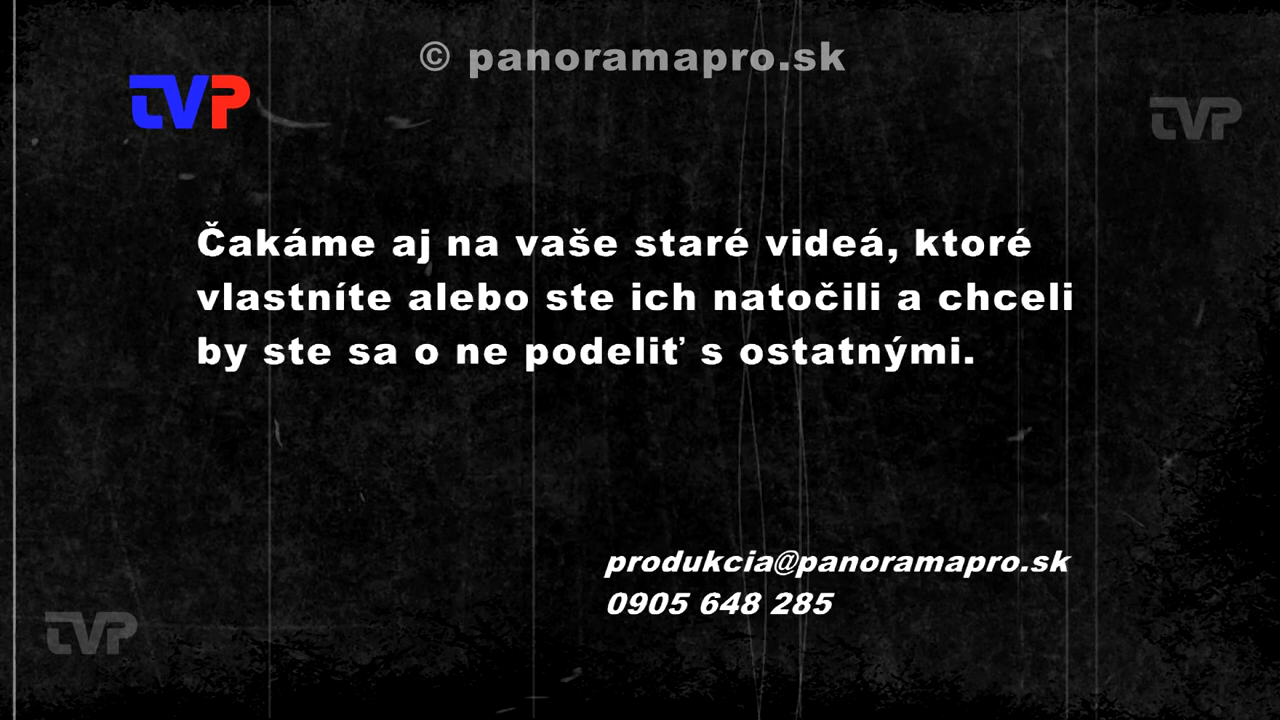 © panoramapro.sk
TVP
TVP
Čakáme aj na vaše staré videá, ktoré
vlastníte alebo ste ich natočili a chceli
by ste sa o ne podeliť s ostatnými.
produkcia@panoramapro.sk
0905 648 285
TVP